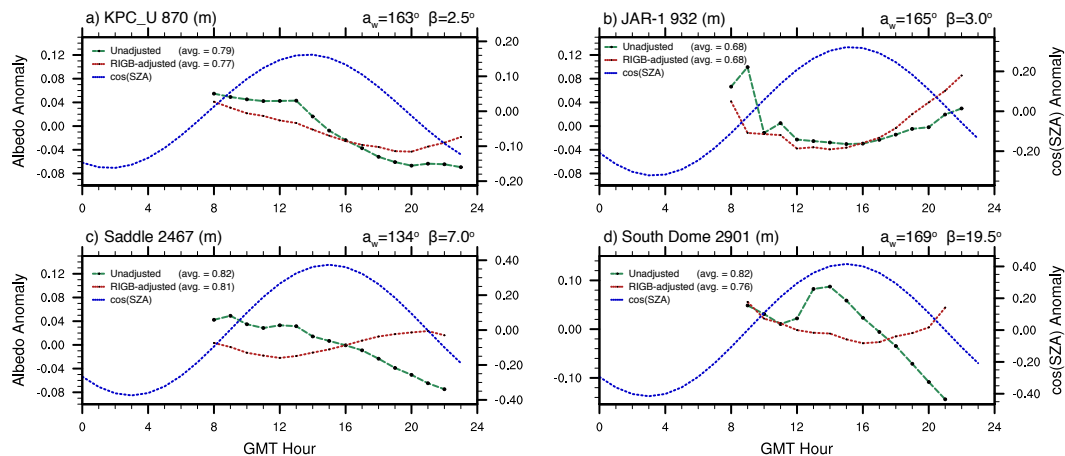 a) KPC_U 870 (m) a_w=163° β=2.5°
Unadjusted (avg. = 0.79)
RIGB-adjusted (avg. = 0.77)
cos(SZA)
Albedo Anomaly
0.12
0.08
0.04
0.00
-0.04
-0.08
0.20
0.10
0.00
-0.10
-0.20
0 4 8 12 16 20 24
b) JAR-1 932 (m) a_w=165° β=3.0°
Unadjusted (avg. = 0.68)
RIGB-adjusted (avg. = 0.68)
cos(SZA)
0.12
0.08
0.04
0.00
-0.04
-0.08
0.20
0.00
-0.20
cos(SZA) Anomaly
0 4 8 12 16 20 24
c) Saddle 2467 (m) a_w=134° β=7.0°
Unadjusted (avg. = 0.82)
RIGB-adjusted (avg. = 0.81)
cos(SZA)
Albedo Anomaly
0.12
0.08
0.04
0.00
-0.04
-0.08
0.40
0.20
0.00
-0.20
-0.40
0 4 8 12 16 20 24
GMT Hour
d) South Dome 2901 (m) a_w=169° β=19.5°
Unadjusted (avg. = 0.82)
RIGB-adjusted (avg. = 0.76)
cos(SZA)
0.10
0.00
-0.10
0.40
0.20
0.00
-0.20
-0.40
cos(SZA) Anomaly
0 4 8 12 16 20 24
GMT Hour